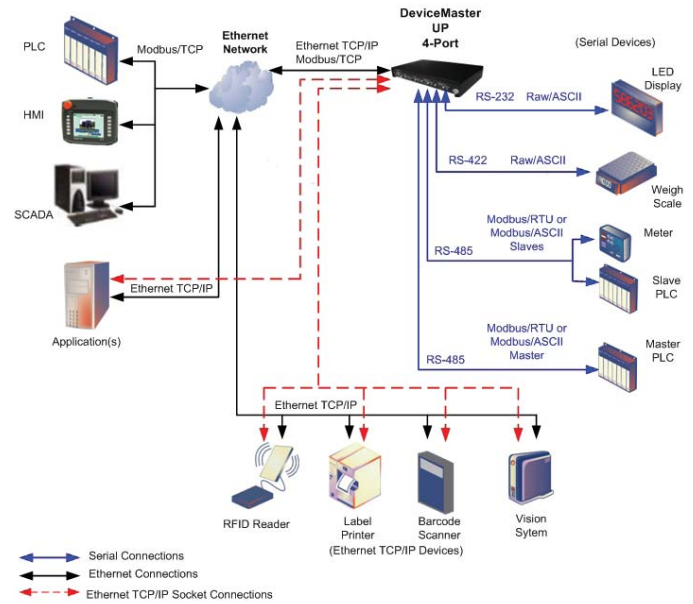 DeviceMaster
UP
4-Port
Ethernet
Network
PLC
Modbus/TCP
Ethernet TCP/IP
Modbus/TCP
(Serial Devices)
LED
Display
RS-232 Raw/ASCII
HMI
RS-422 Raw/ASCII
Weigh
Scale
SCADA
Modbus/RTU or
Modbus/ASCII
Slaves
Meter
RS-485
Slave
PLC
Ethernet TCP/IP
Application(s)
Modbus/RTU or
Modbus/ASCII
Master
RS-485
Master
PLC
Ethernet TCP/IP
RFID Reader
Label
Printer
Barcode
Scanner
Vision
Sytem
(Ethernet TCP/IP Devices)
Serial Connections
Ethernet Connections
Ethernet TCP/IP Socket Connections